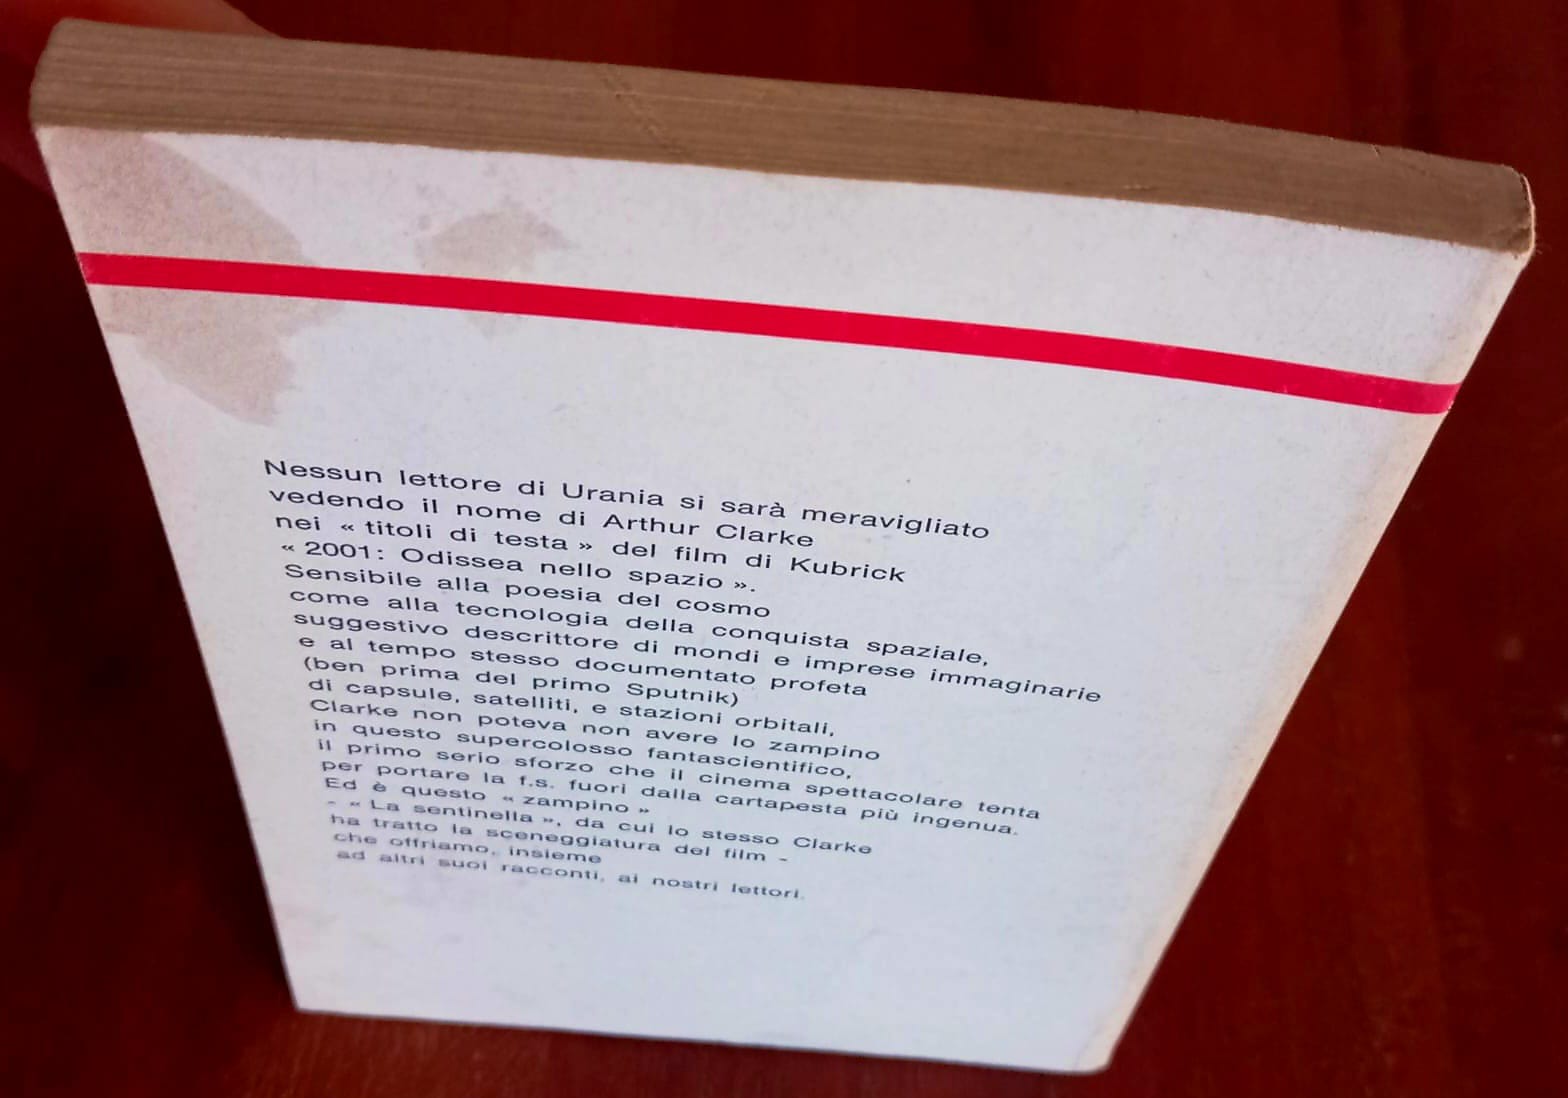 Nessun lettore di Urania si sarà meravigliato
vedendo il nome di Arthur Clarke
nei « titoli di testa » del film di Kubrick
« 2001: Odissea nello spazio ».
Sensibile alla poesia del cosmo
come alla tecnologia della conquista spaziale,
suggestivo descrittore di mondi e imprese immaginarie
e al tempo stesso documentato profeta
(ben prima del primo Sputnik)
di capsule, satelliti, e stazioni orbitali,
Clarke non poteva non avere lo zampino
in questo supercolosso fantascientifico,
il primo serio sforzo che il cinema spettacolare tenta
per portare la f.s. fuori dalla cartapesta più ingenua.
Ed è questo « zampino »
- « La sentinella », da cui lo stesso Clarke
ha tratto la sceneggiatura del film -
che offriamo, insieme
ad altri suoi racconti, ai nostri lettori.